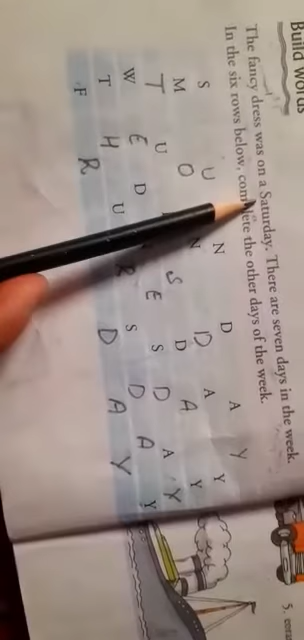 Build words
The fancy dress was on a Saturday. There are seven days in the week.
In the six rows below, complete the other days of the week.
S U N D A Y
M O N D A Y
T U S D A Y
W E D E S D A Y
T H U R S D A Y
F R D A Y
5.